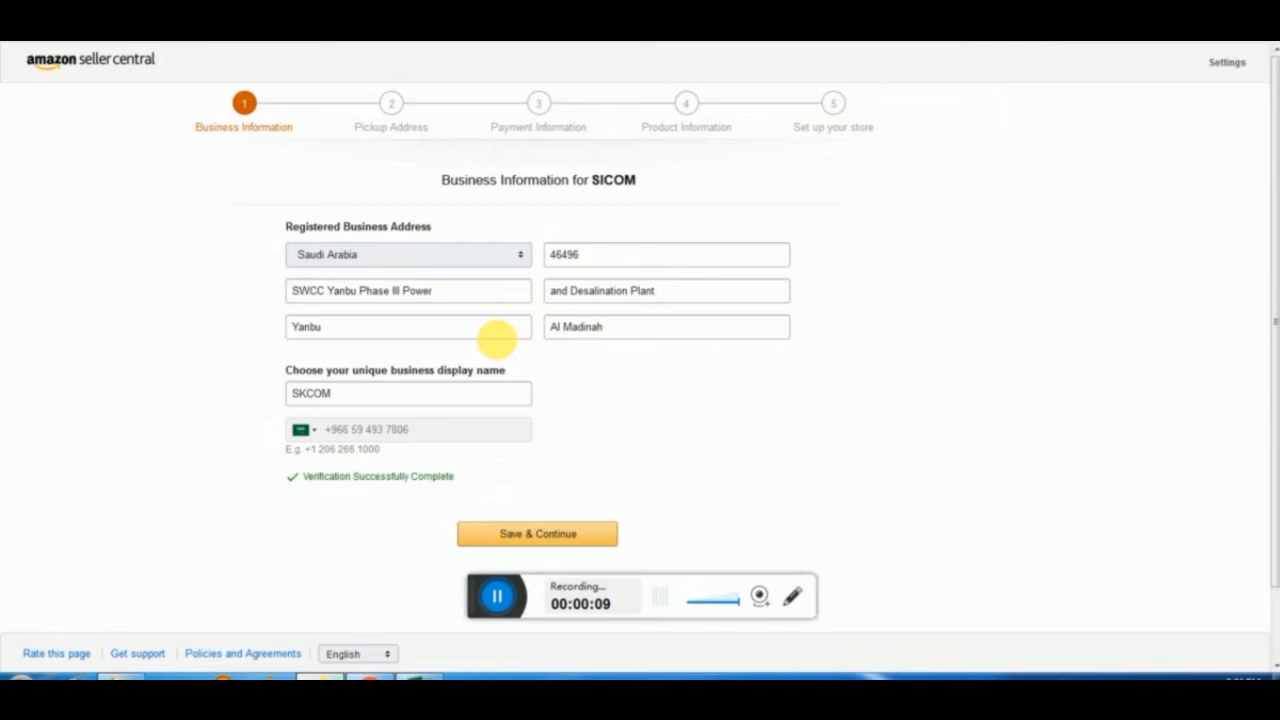 amazon seller central
Settings
1 2 3 4 5
Business Information Pickup Address Payment Information Product Information Set up your store
Business Information for SICOM
Registered Business Address
Saudi Arabia 46496
SWCC Yanbu Phase III Power and Desalination Plant
Yanbu Al Madinah
Choose your unique business display name
SKCOM
+966 59 493 7806
E.g. +1 206 266 1000
Verification Successfully Complete
Save & Continue
Recording...
00:00:09
Rate this page Get support Policies and Agreements English